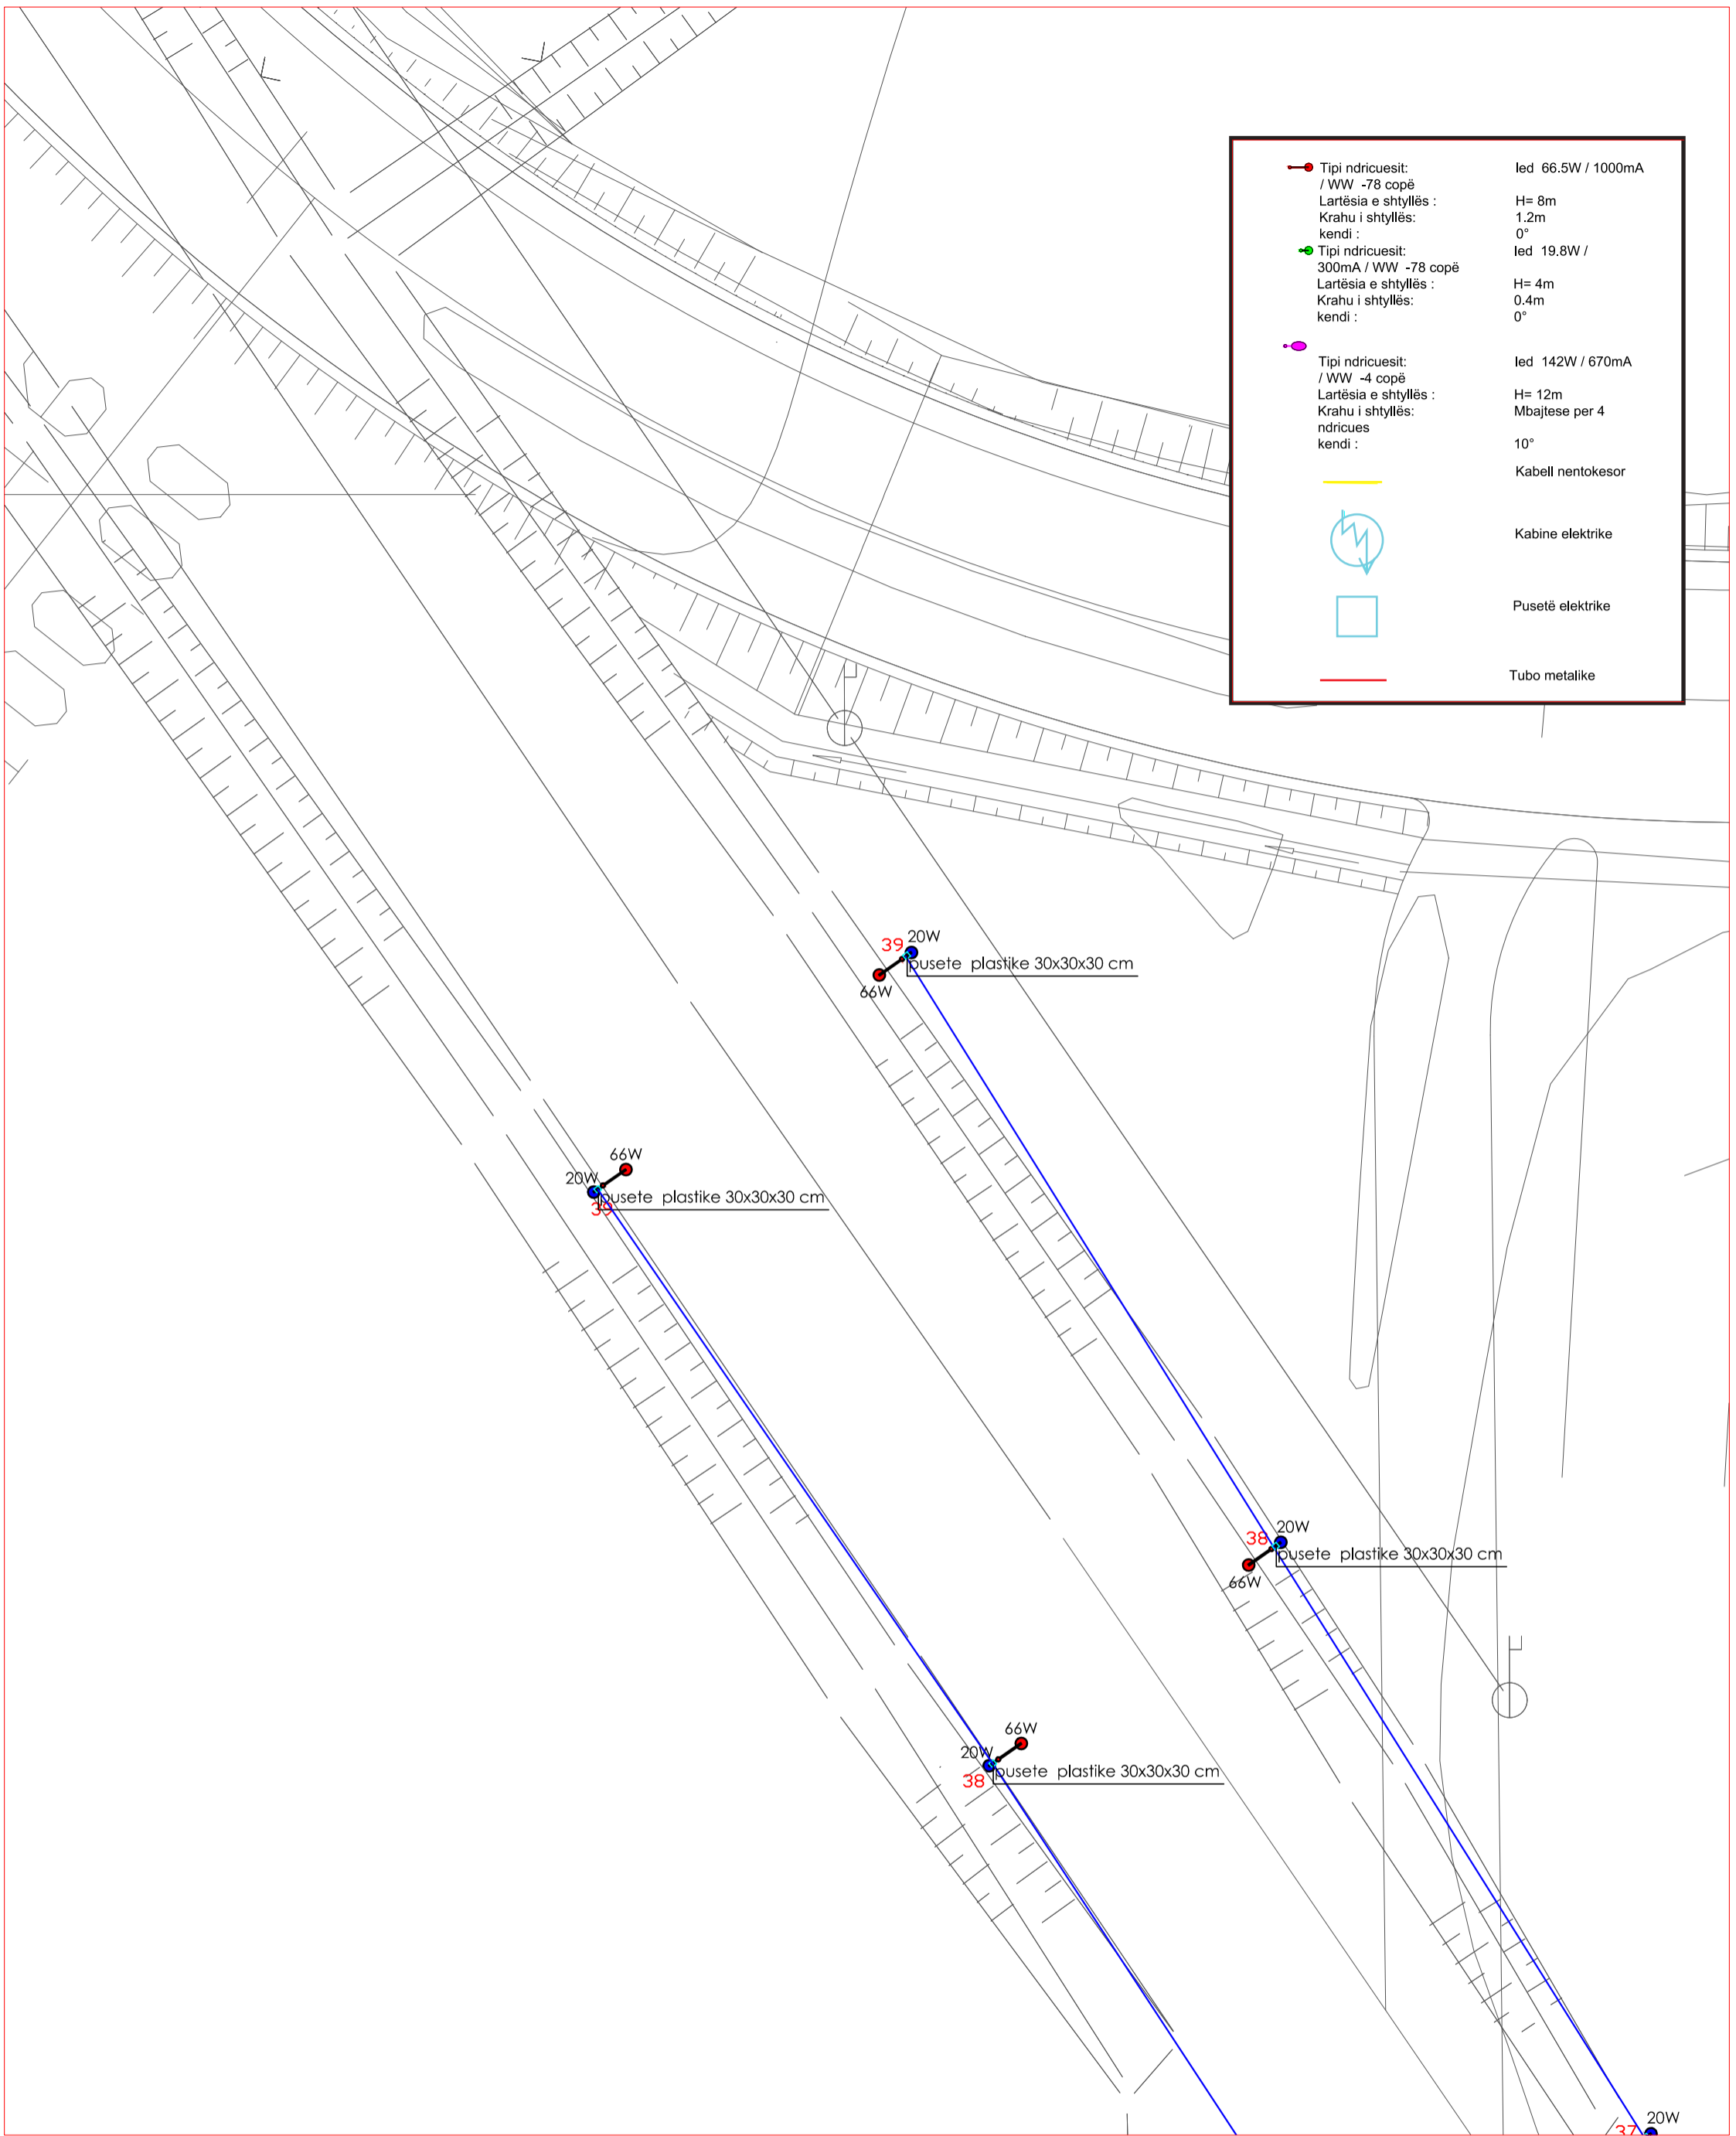 Tipi ndricuesit: led 66.5W / 1000mA
/ WW -78 copë
Lartësia e shtyllës : H= 8m
Krahu i shtyllës: 1.2m
kendi : 0°
Tipi ndricuesit: led 19.8W /
300mA / WW -78 copë
Lartësia e shtyllës : H= 4m
Krahu i shtyllës: 0.4m
kendi : 0°
Tipi ndricuesit: led 142W / 670mA
/ WW -4 copë
Lartësia e shtyllës : H= 12m
Krahu i shtyllës: Mbajtese per 4
ndricues
kendi : 10°
Kabell nentokesor
Kabine elektrike
Pusetë elektrike
Tubo metalike
39 20W
pusete plastike 30x30x30 cm
66W
66W
20W
pusete plastike 30x30x30 cm
39
38 20W
pusete plastike 30x30x30 cm
66W
66W
20W
pusete plastike 30x30x30 cm
38
20W
37